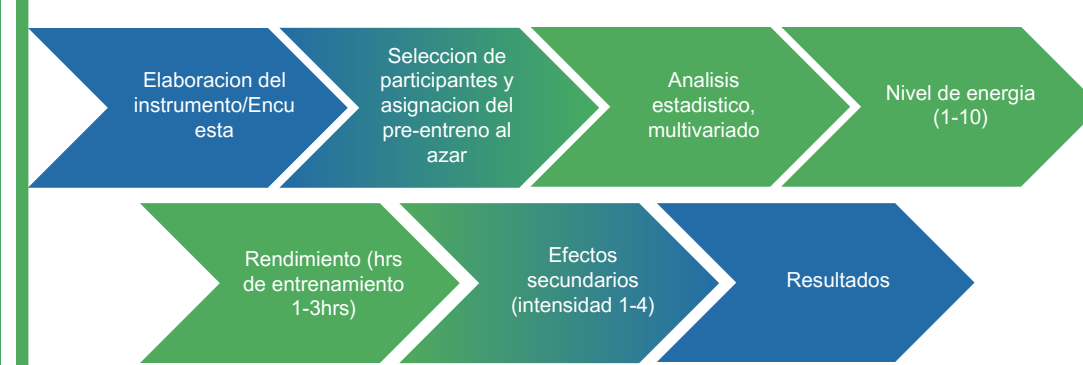 Elaboracion del
instrumento/Encu
esta
Seleccion de
participantes y
asignacion del
pre-entreno al
azar
Analisis
estadistico,
multivariado
Nivel de energia
(1-10)
Rendimiento (hrs
de entrenamiento
1-3hrs)
Efectos
secundarios
(intensidad 1-4)
Resultados